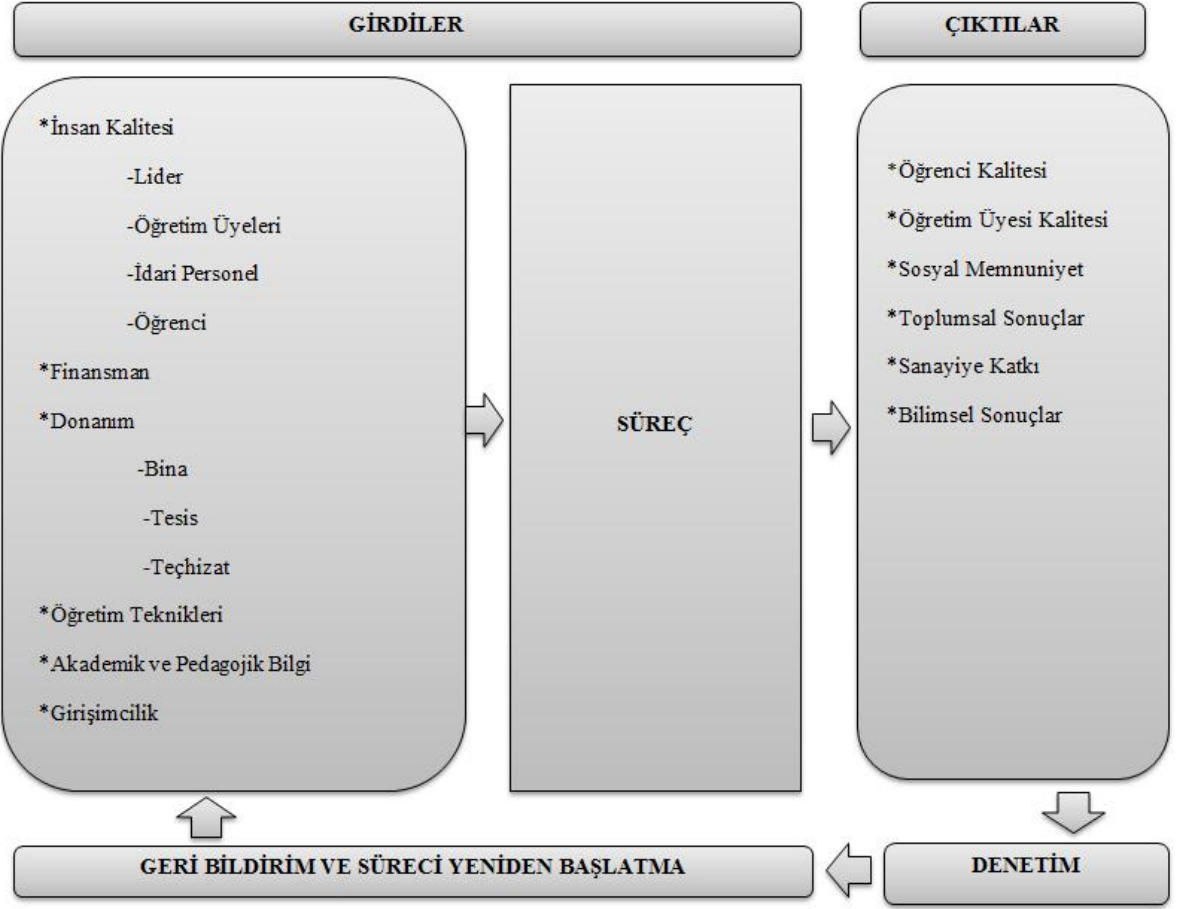 GİRDİLER
ÇIKTILAR
*İnsan Kalitesi
-Lider
-Öğretim Üyeleri
-İdari Personel
-Öğrenci
*Finansman
*Donanım
-Bina
-Tesis
-Teçhizat
*Öğretim Teknikleri
*Akademik ve Pedagojik Bilgi
*Girişimcilik
SÜREÇ
*Öğrenci Kalitesi
*Öğretim Üyesi Kalitesi
*Sosyal Memnuniyet
*Toplumsal Sonuçlar
*Sanayiye Katkı
*Bilimsel Sonuçlar
GERİ BİLDİRİM VE SÜRECİ YENİDEN BAŞLATMA
DENETİM